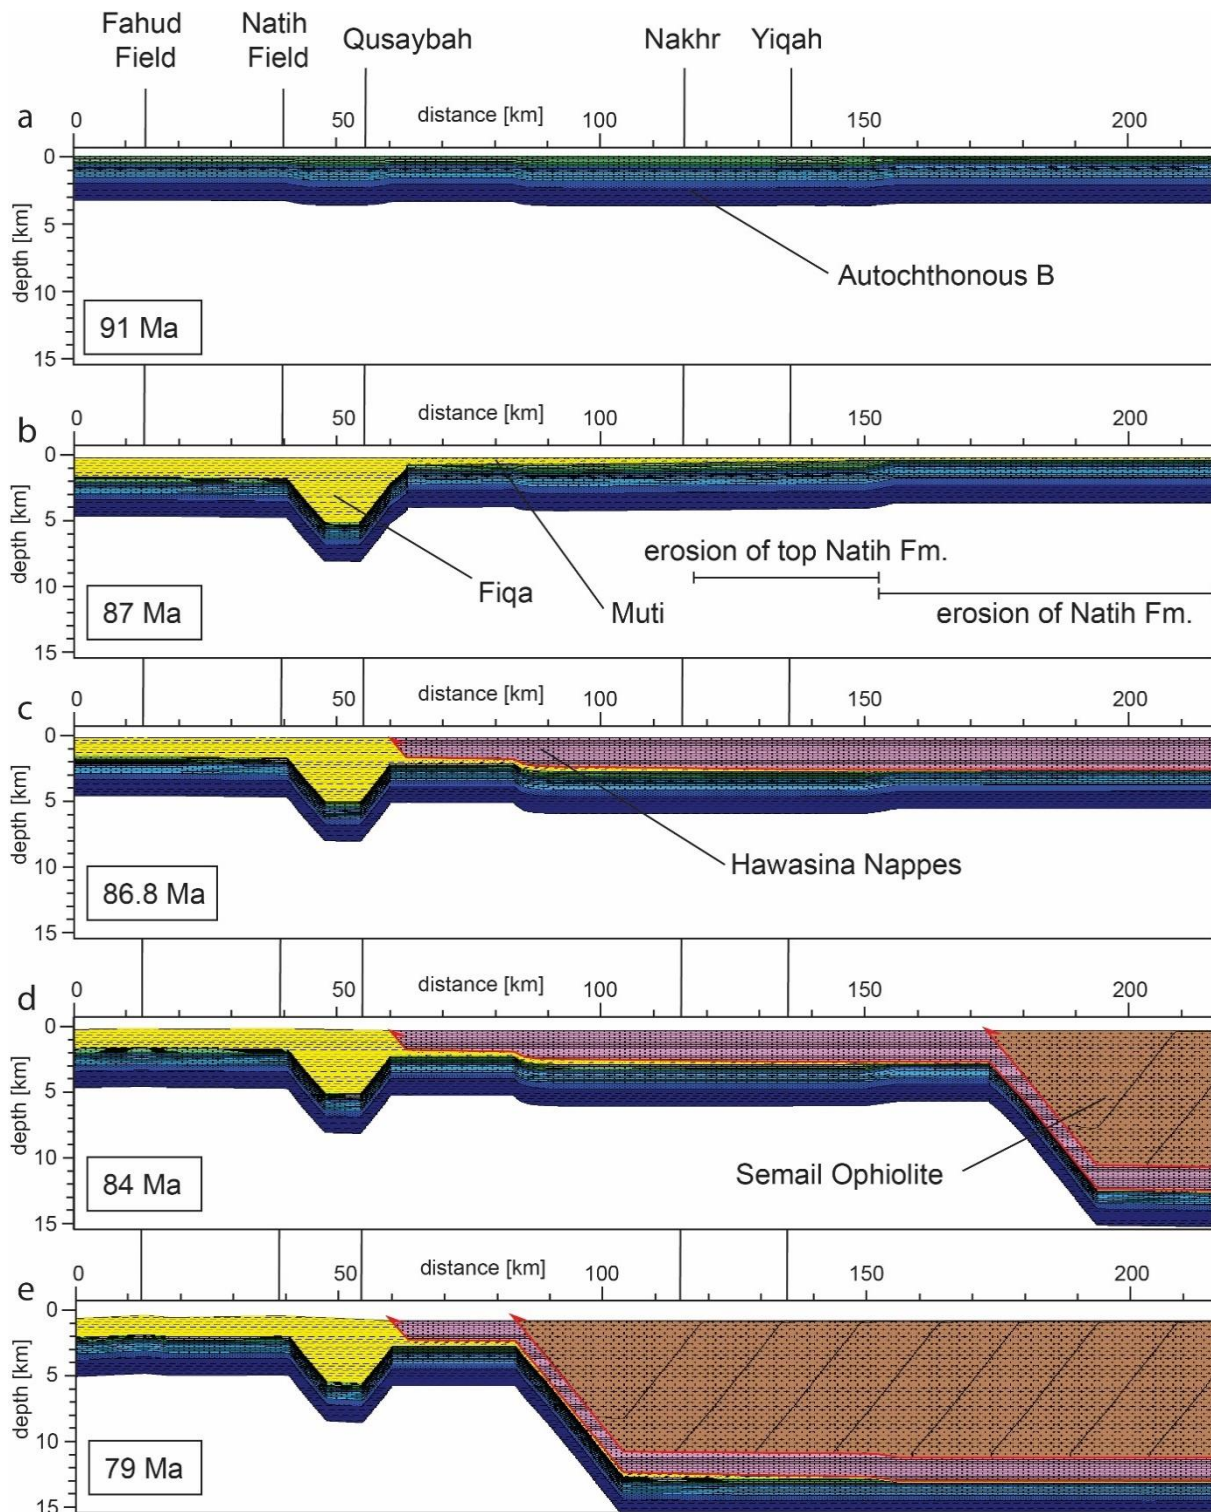 Fahud Field
Natih Field
Qusaybah
Nakhr
Yiqah
a
0 50 distance [km] 100 150 200
depth [km]
0
5
10
15
Autochthonous B
91 Ma
b
0 50 distance [km] 100 150 200
depth [km]
0
5
10
15
erosion of top Natih Fm.
Fiqa
Muti
erosion of Natih Fm.
87 Ma
c
0 50 distance [km] 100 150 200
depth [km]
0
5
10
15
Hawasina Nappes
86.8 Ma
d
0 50 distance [km] 100 150 200
depth [km]
0
5
10
15
Semail Ophiolite
84 Ma
e
0 50 distance [km] 100 150 200
depth [km]
0
5
10
15
79 Ma